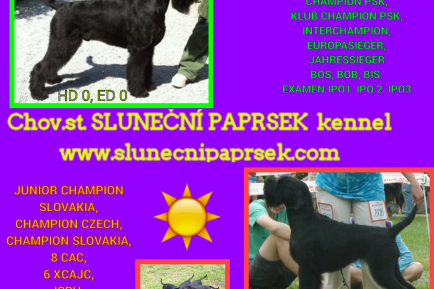 CHAMPION PSK,
KLUB CHAMPION PSK,
INTERCHAMPION,
EUROPASIEGER,
JAHRESSIEGER
BOS, BOB, BIS
EXAMEN IPO1, IPO 2, IPO3
HD 0, ED 0
Chov.st SLUNEČNÍ PAPRSEK kennel
www.slunecnipaprsek.com
JUNIOR CHAMPION
SLOVAKIA,
CHAMPION CZECH,
CHAMPION SLOVAKIA,
8 CAC,
6 XCAJC,